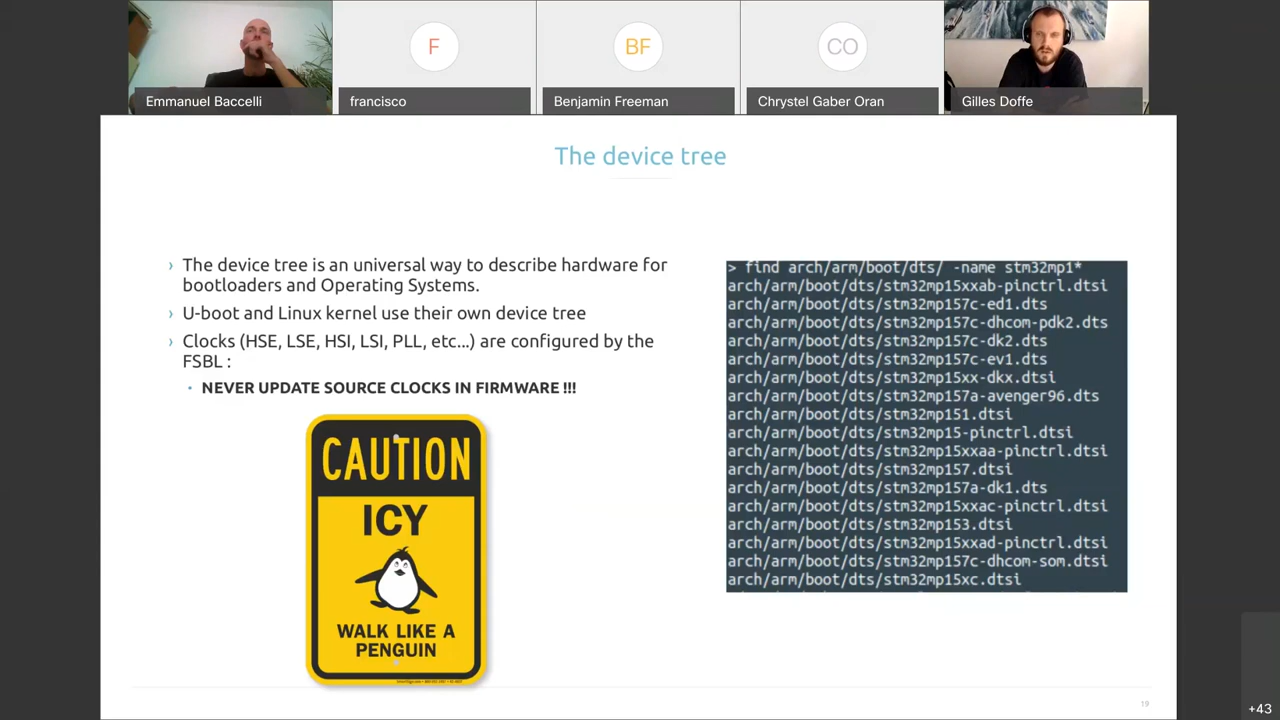 F
BF
CO
Emmanuel Baccelli
francisco
Benjamin Freeman
Chrystel Gaber Oran
Gilles Doffe
The device tree
› The device tree is an universal way to describe hardware for
bootloaders and Operating Systems.
› U-boot and Linux kernel use their own device tree
› Clocks (HSE, LSE, HSI, LSI, PLL, etc...) are configured by the
FSBL :
• NEVER UPDATE SOURCE CLOCKS IN FIRMWARE !!!
CAUTION
ICY
WALK LIKE A
PENGUIN
> find arch/arm/boot/dts/ -name stm32mp1*
arch/arm/boot/dts/stm32mp15xxab-pinctrl.dtsi
arch/arm/boot/dts/stm32mp157c-ed1.dts
arch/arm/boot/dts/stm32mp157c-dhcom-pdk2.dts
arch/arm/boot/dts/stm32mp157c-dk2.dts
arch/arm/boot/dts/stm32mp157c-ev1.dts
arch/arm/boot/dts/stm32mp15xx-dkx.dtsi
arch/arm/boot/dts/stm32mp157a-avenger96.dts
arch/arm/boot/dts/stm32mp151.dtsi
arch/arm/boot/dts/stm32mp15-pinctrl.dtsi
arch/arm/boot/dts/stm32mp15xxaa-pinctrl.dtsi
arch/arm/boot/dts/stm32mp157.dtsi
arch/arm/boot/dts/stm32mp157a-dk1.dts
arch/arm/boot/dts/stm32mp15xxac-pinctrl.dtsi
arch/arm/boot/dts/stm32mp153.dtsi
arch/arm/boot/dts/stm32mp15xxad-pinctrl.dtsi
arch/arm/boot/dts/stm32mp157c-dhcom-som.dtsi
arch/arm/boot/dts/stm32mp15xc.dtsi
19
+43